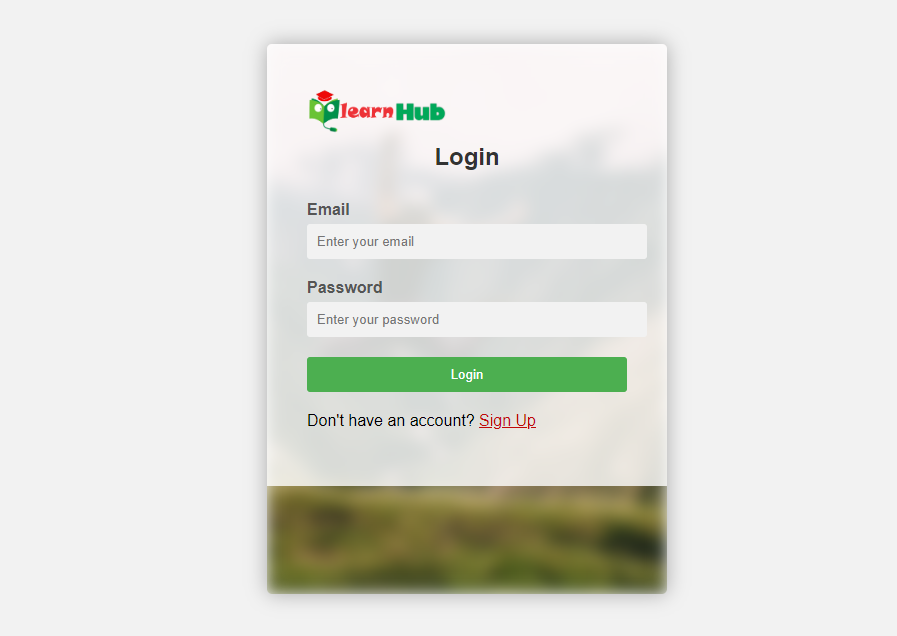 learnHub
Login
Email
Enter your email
Password
Enter your password
Login
Don't have an account? Sign Up